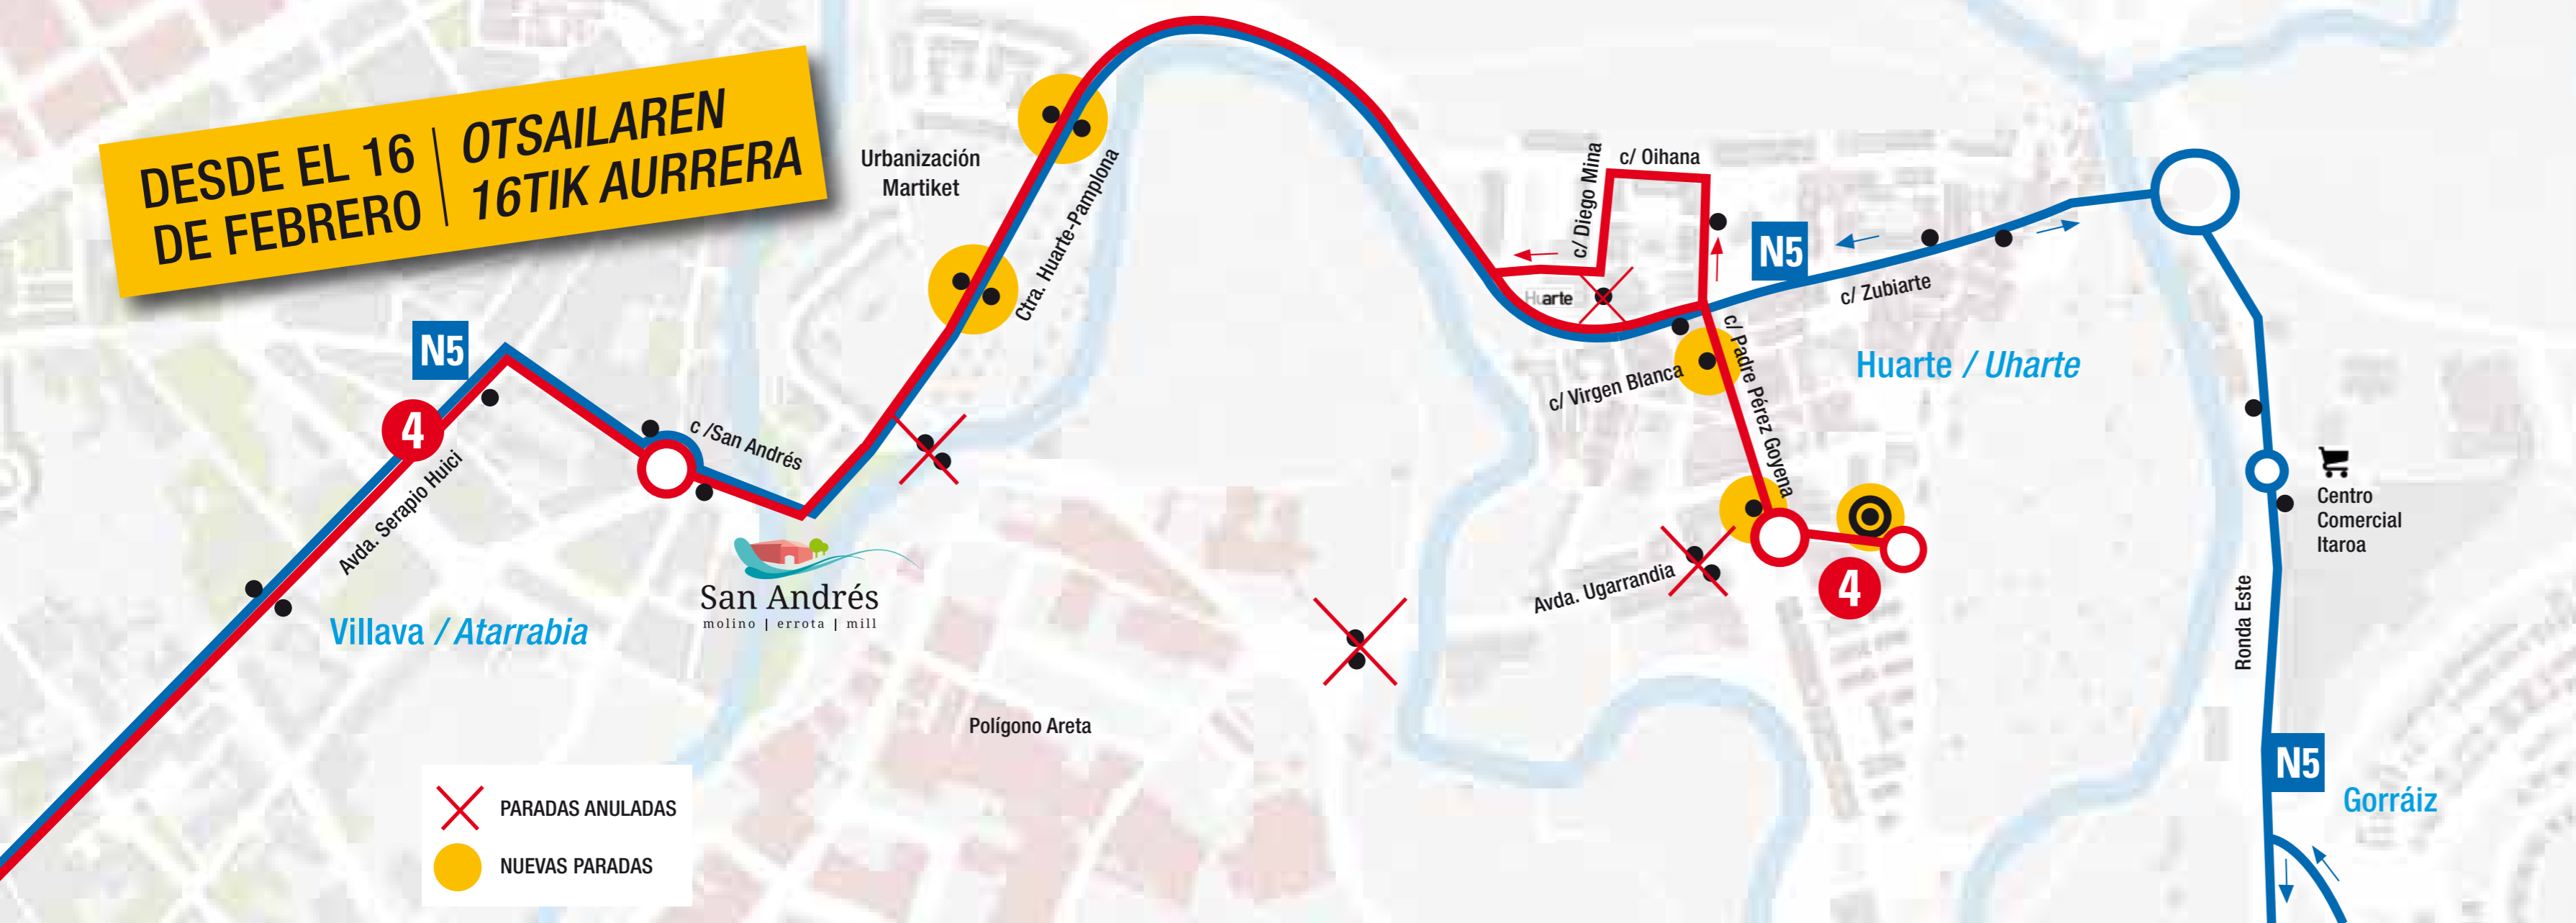 DESDE EL 16
DE FEBRERO
OTSAILAREN
16TIK AURRERA
Urbanización
Martiket
Ctra. Huarte-Pamplona
c/ Diego Mina
c/ Oihana
N5
c/ Zubiarte
Huarte
c/ Virgen Blanca
c/ Padre Pérez Goyena
Huarte / Uharte
N5
4
Avda. Serapio Huici
c /San Andrés
Centro
Comercial
Itaroa
San Andrés
molino | errota | mill
Villava / Atarrabia
Avda. Ugarrandia
4
Ronda Este
Polígono Areta
N5
Gorráiz
PARADAS ANULADAS
NUEVAS PARADAS